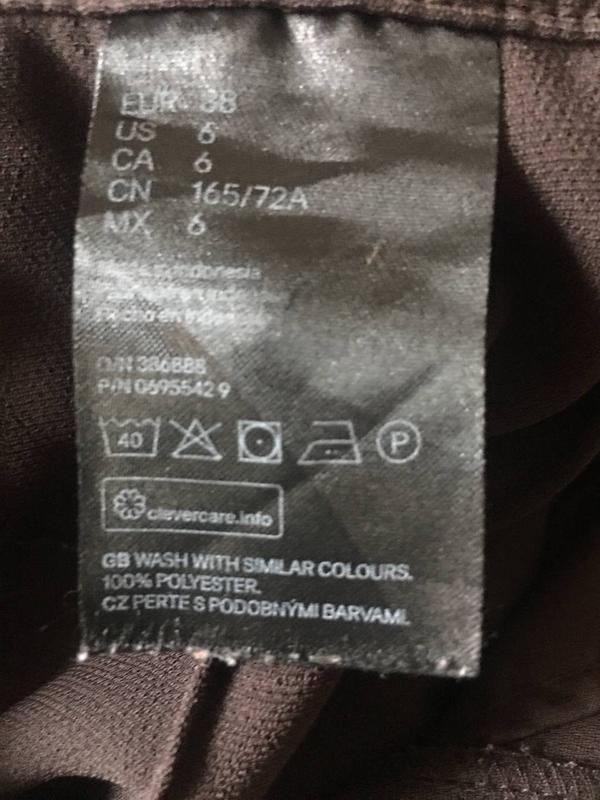 EUR 38
US 6
CA 6
CN 165/72A
MX 6
Indonesia
O/N 386888
P/N 0695542 9
40
P
clevercare.info
GB WASH WITH SIMILAR COLOURS.
100% POLYESTER.
CZ PERTE S PODOBNÝMI BARVAMI.